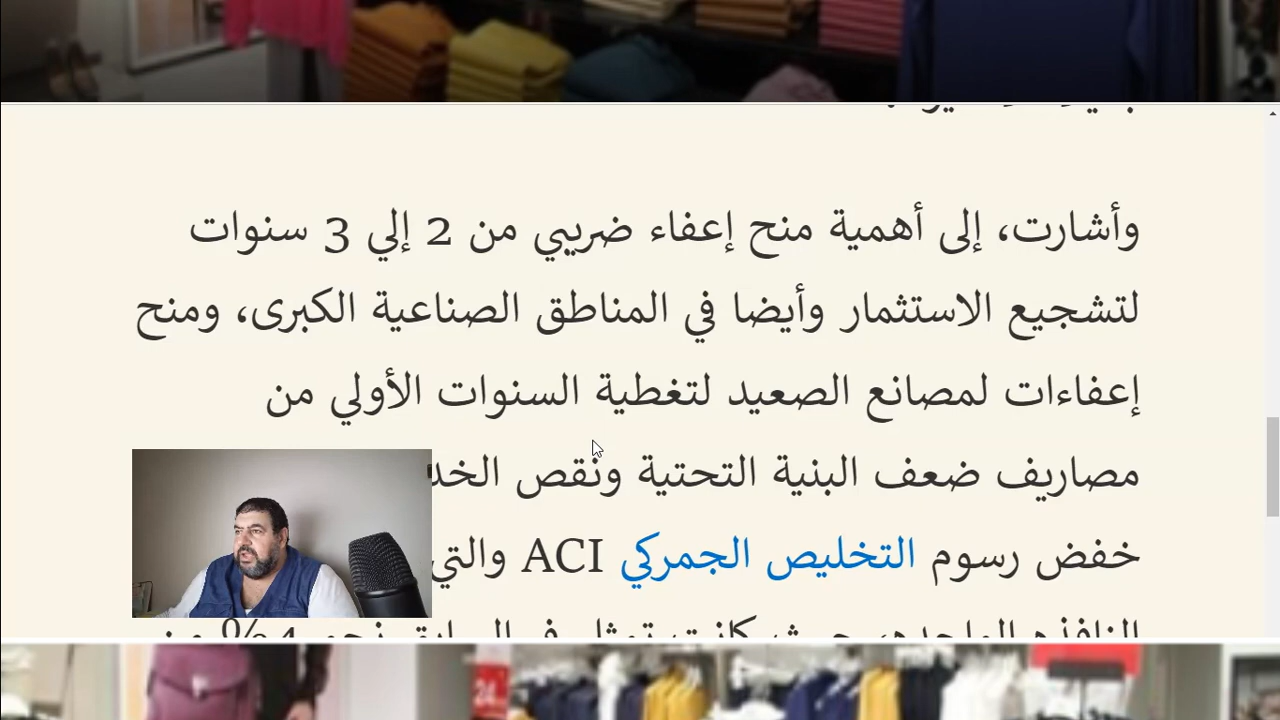 وأشارت، إلى أهمية منح إعفاء ضريبي من 2 إلي 3 سنوات
لتشجيع الاستثمار وأيضا في المناطق الصناعية الكبرى، ومنح
إعفاءات لمصانع الصعيد لتغطية السنوات الأولي من
مصاريف ضعف البنية التحتية ونقص
خفض رسوم التخليص الجمركي ACI والتي